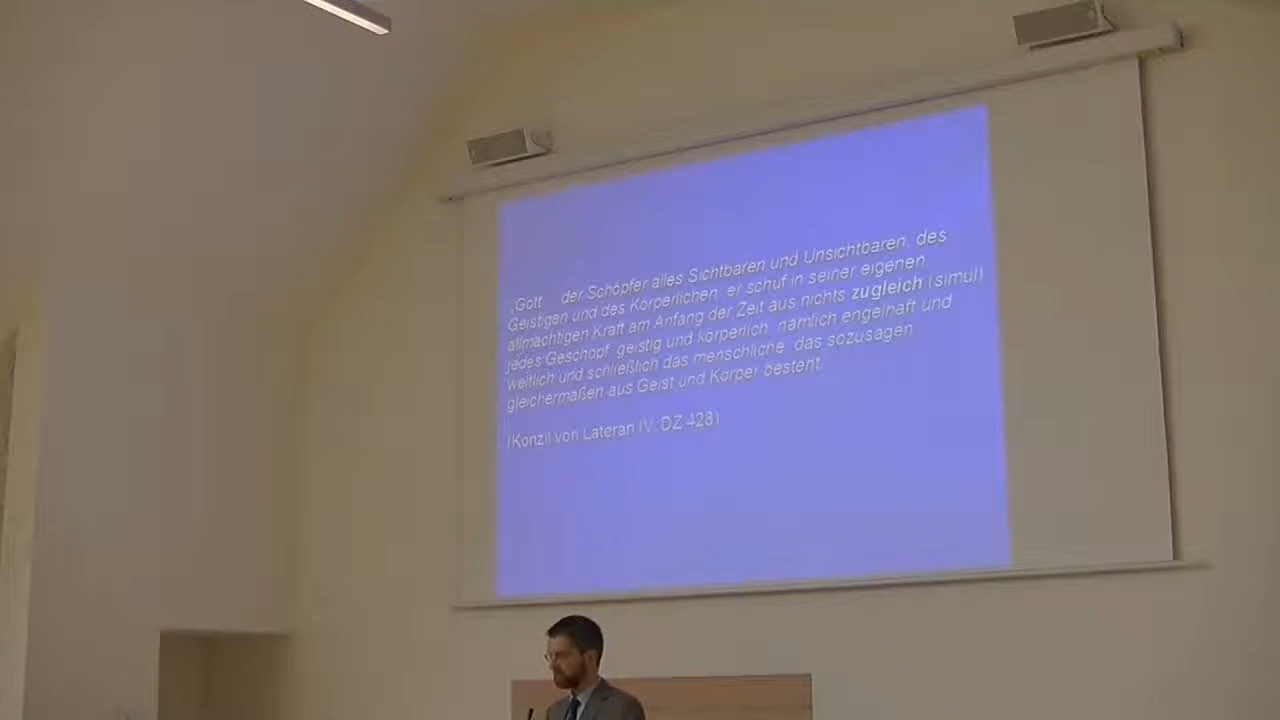 „Gott der Schöpfer alles Sichtbaren und Unsichtbaren, des
Geistigen und des Körperlichen: er schuf in seiner eigenen,
allmächtigen Kraft am Anfang der Zeit aus nichts zugleich (simul)
jedes Geschöpf, geistig und körperlich, nämlich engelhaft und
weltlich und schließlich das menschliche, das sozusagen
gleichermaßen aus Geist und Körper besteht.
(Konzil von Lateran IV: DZ 428)